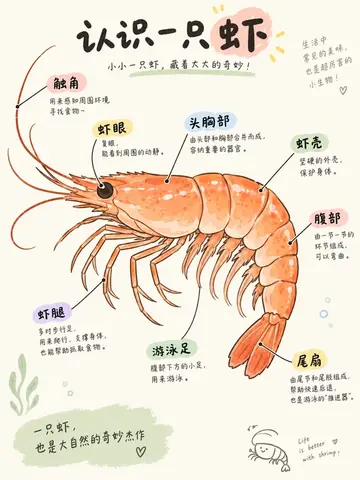 认识一只虾
小小一只虾，藏着大大的奇妙！
生活中
常见的美味，
也是超厉害的
小生物！
触角
用来感知周围环境
寻找食物~
虾眼
复眼，
能看到周围的动静。
头胸部
由头部和胸部合并而成，
容纳重要的器官。
虾壳
坚硬的外壳，
保护身体。
腹部
由一节一节的
环节组成，
可以弯曲。
虾腿
多对步行足，
用来爬行、支撑身体，
也能帮助抓取食物。
游泳足
腹部下方的小足，
用来游泳。
尾扇
由尾节和尾肢组成，
帮助快速后退，
也是游泳的“推进器”。
一只虾，
也是大自然的奇妙杰作
Life
is better
with shrimp!